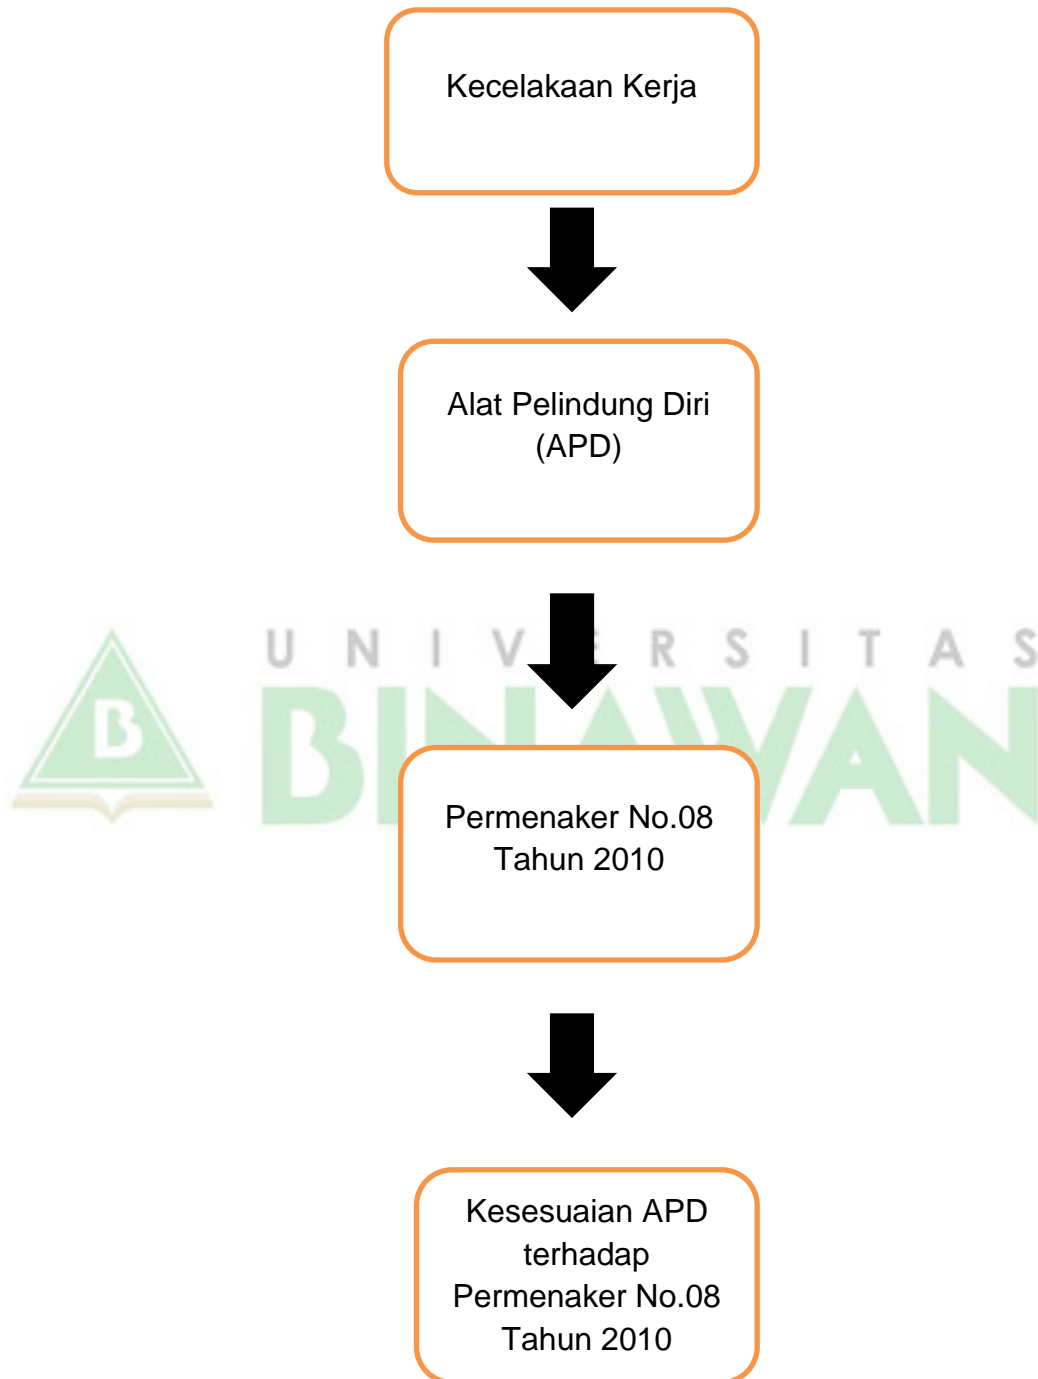 Kecelakaan Kerja
Alat Pelindung Diri
(APD)
UNIVERSITAS
B
BINAWAN
Permenaker No.08
Tahun 2010
Kesesuaian APD
terhadap
Permenaker No.08
Tahun 2010